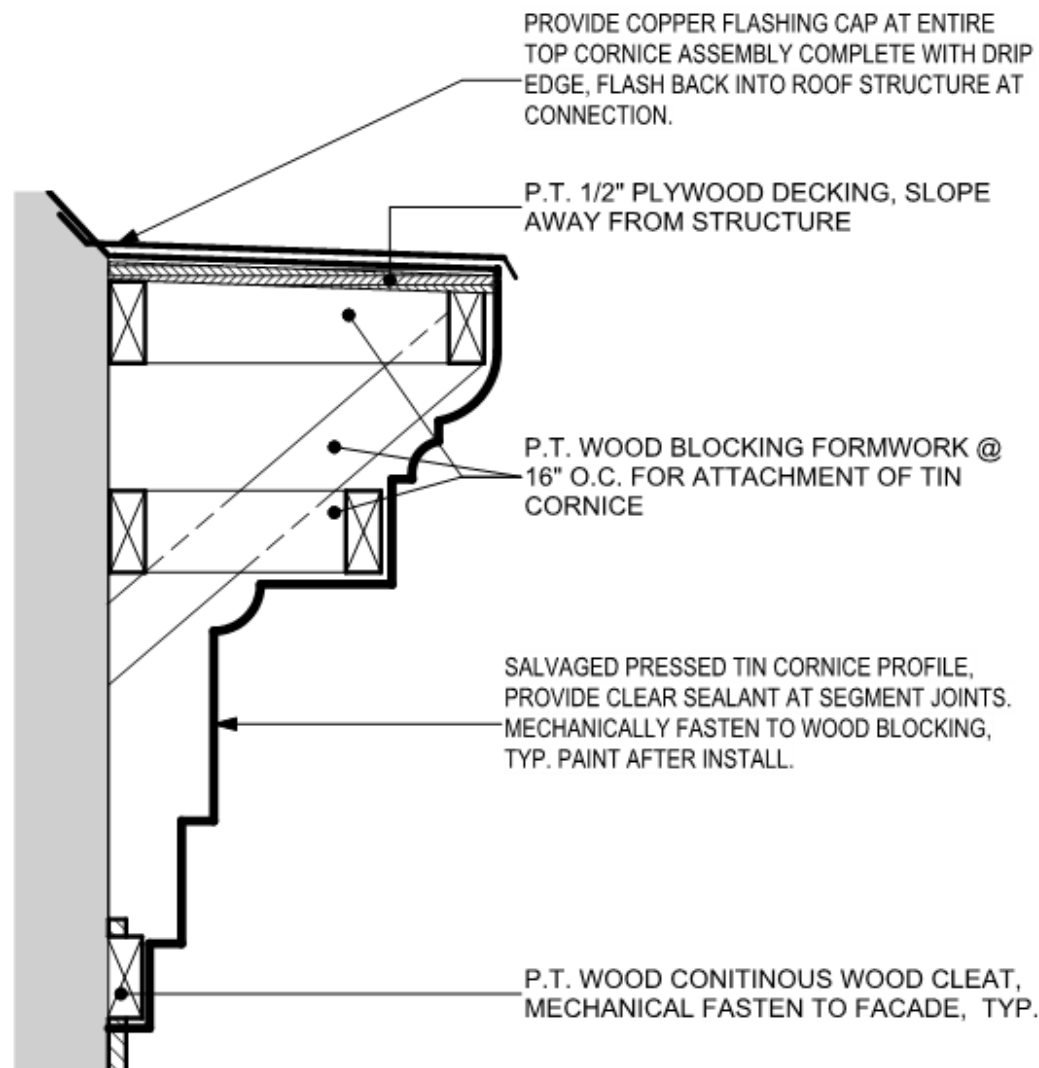 PROVIDE COPPER FLASHING CAP AT ENTIRE
TOP CORNICE ASSEMBLY COMPLETE WITH DRIP
EDGE, FLASH BACK INTO ROOF STRUCTURE AT
CONNECTION.
P.T. 1/2" PLYWOOD DECKING, SLOPE
AWAY FROM STRUCTURE
P.T. WOOD BLOCKING FORMWORK @
16" O.C. FOR ATTACHMENT OF TIN
CORNICE
SALVAGED PRESSED TIN CORNICE PROFILE,
PROVIDE CLEAR SEALANT AT SEGMENT JOINTS.
MECHANICALLY FASTEN TO WOOD BLOCKING,
TYP. PAINT AFTER INSTALL.
P.T. WOOD CONITINOUS WOOD CLEAT,
MECHANICAL FASTEN TO FACADE, TYP.